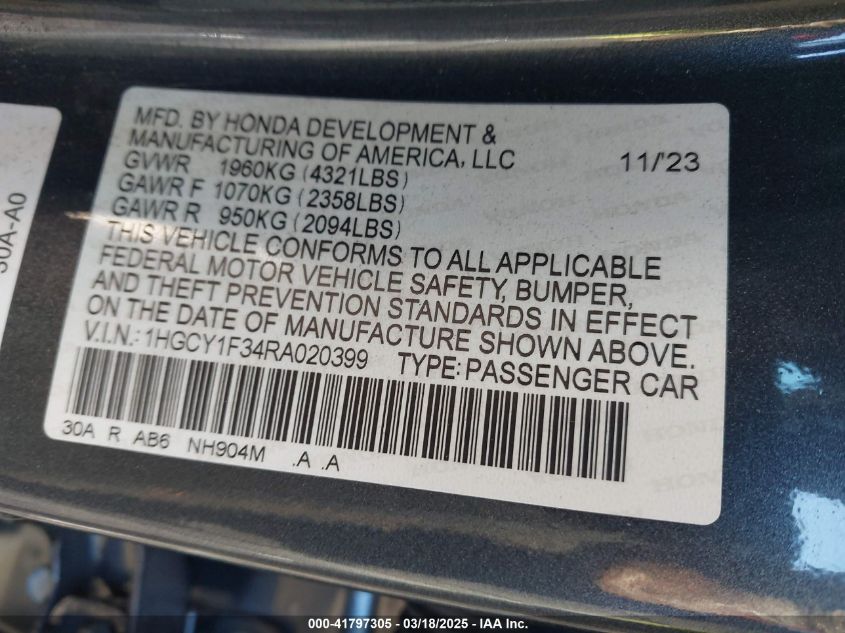 MFD. BY HONDA DEVELOPMENT &
MANUFACTURING OF AMERICA, LLC 11/'23
GVWR 1960KG (4321LBS)
GAWR F 1070KG (2358LBS)
GAWR R 950KG (2094LBS)
THIS VEHICLE CONFORMS TO ALL APPLICABLE
FEDERAL MOTOR VEHICLE SAFETY, BUMPER,
AND THEFT PREVENTION STANDARDS IN EFFECT
ON THE DATE OF MANUFACTURE SHOWN ABOVE.
V.I.N.: 1HGCY1F34RA020399 TYPE: PASSENGER CAR
30A R AB6 NH904M .A .A
30A-A0
000-41797305 - 03/18/2025 - IAA Inc.